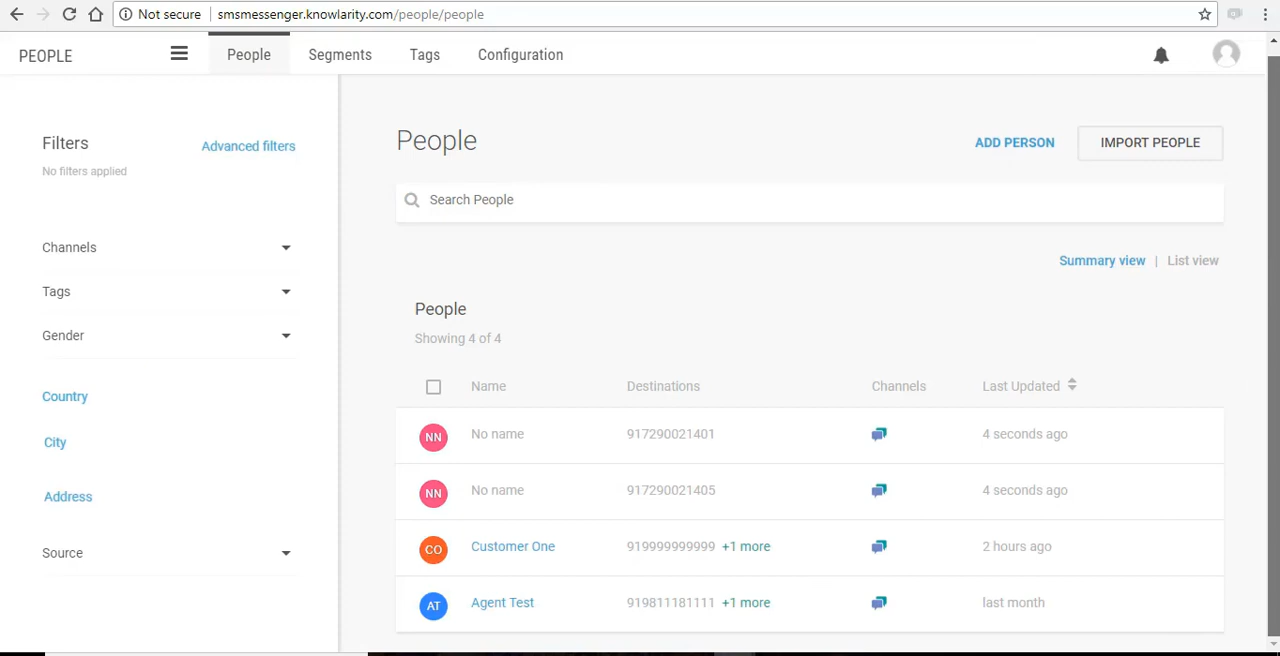 Not secure | smsmessenger.knowlarity.com/people/people
PEOPLE
People
Segments
Tags
Configuration
Filters
Advanced filters
No filters applied
Channels
Tags
Gender
Country
City
Address
Source
People
ADD PERSON
IMPORT PEOPLE
Search People
Summary view | List view
People
Showing 4 of 4
Name Destinations Channels Last Updated
NN No name 917290021401 4 seconds ago
NN No name 917290021405 4 seconds ago
CO Customer One 919999999999 +1 more 2 hours ago
AT Agent Test 919811181111 +1 more last month